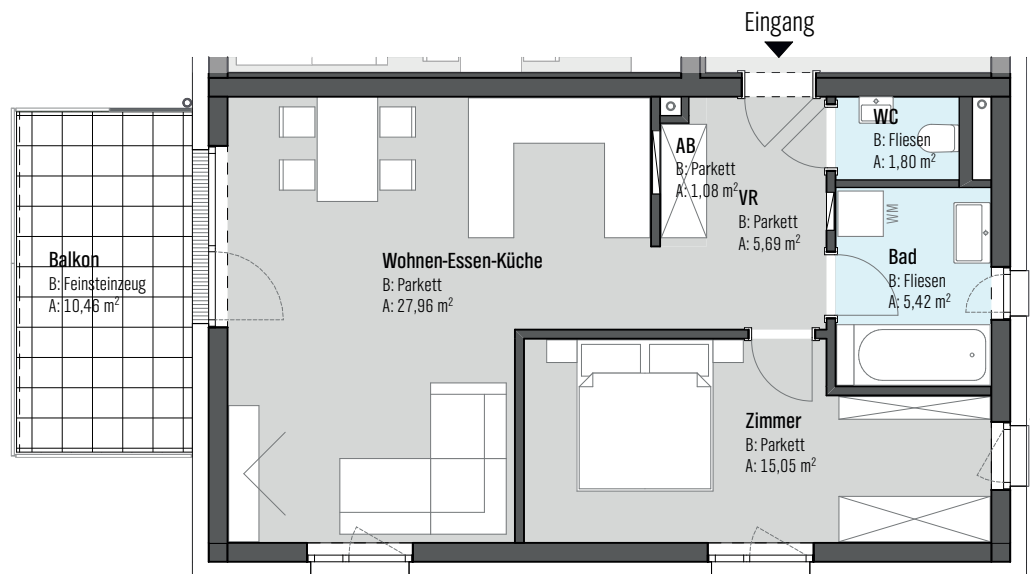 Eingang
WC
B: Fliesen
A: 1,80 m²
AB
B: Parkett
A: 1,08 m²
VR
B: Parkett
A: 5,69 m²
WM
Balkon
B: Feinsteinzeug
A: 10,46 m²
Wohnen-Essen-Küche
B: Parkett
A: 27,96 m²
Bad
B: Fliesen
A: 5,42 m²
Zimmer
B: Parkett
A: 15,05 m²